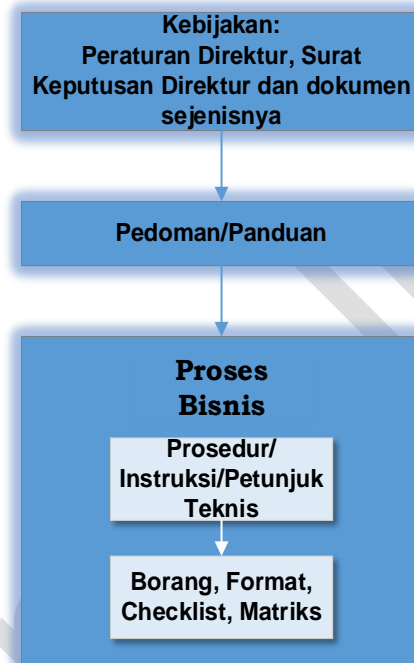 Kebijakan:
Peraturan Direktur, Surat
Keputusan Direktur dan dokumen
sejenisnya
Pedoman/Panduan
Proses
Bisnis
Prosedur/
Instruksi/Petunjuk
Teknis
Borang, Format,
Checklist, Matriks